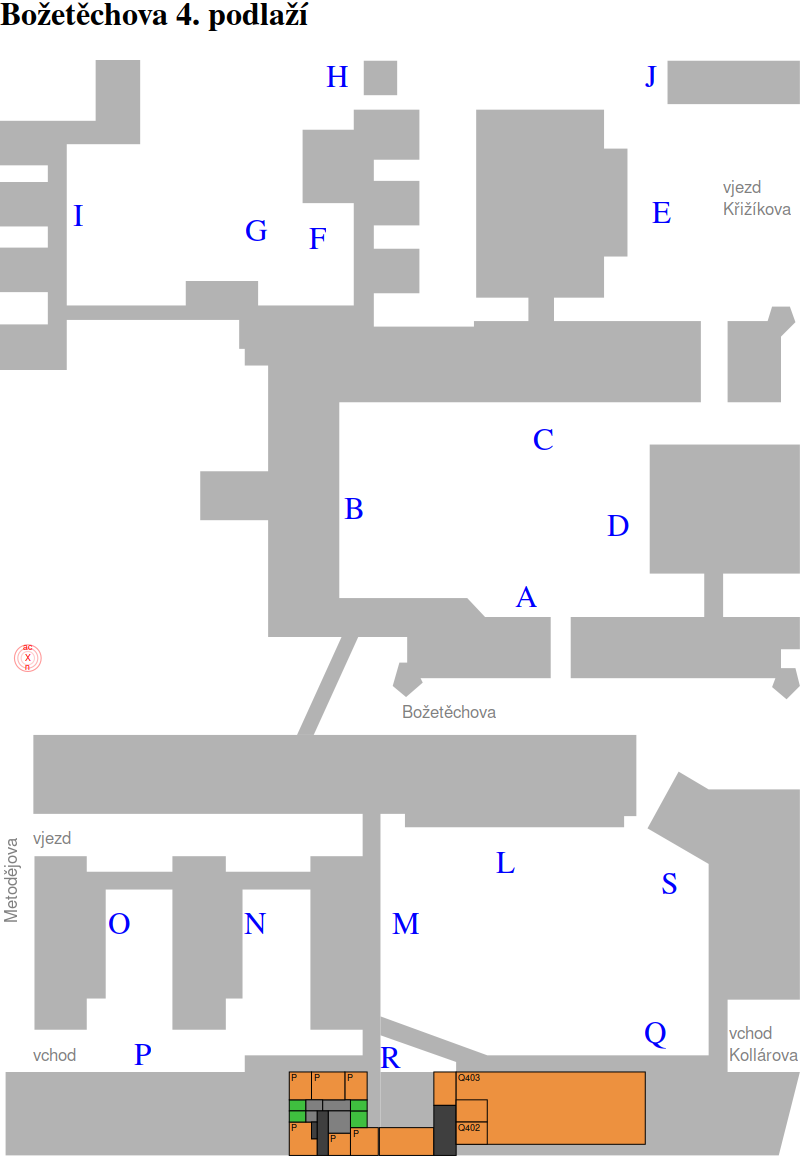 Božetěchova 4. podlaží
H
J
vjezd
Křižíkova
I
G
F
E
C
B
D
A
ac
X
n
Božetěchova
Metodějova
vjezd
L
S
O
N
M
Q
vchod
P
R
vchod
Kollárova
P
P
P
Q403
P
P
P
Q402